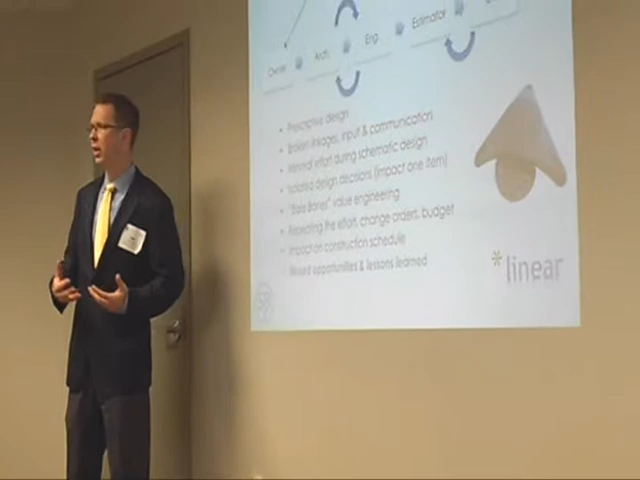 Owner Arch Eng. Estimator
• Prescriptive design
• Broken linkages, input & communication
• Minimal effort during schematic design
• Isolated design decisions (impact one item)
• "Bare Bones" value engineering
• Repeating the effort, change orders, budget
• Impact on construction schedule
• Missed opportunities & lessons learned
*linear